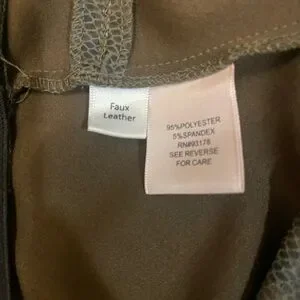 Faux
Leather
95%POLYESTER
5%SPANDEX
RN#93178
SEE REVERSE
FOR CARE